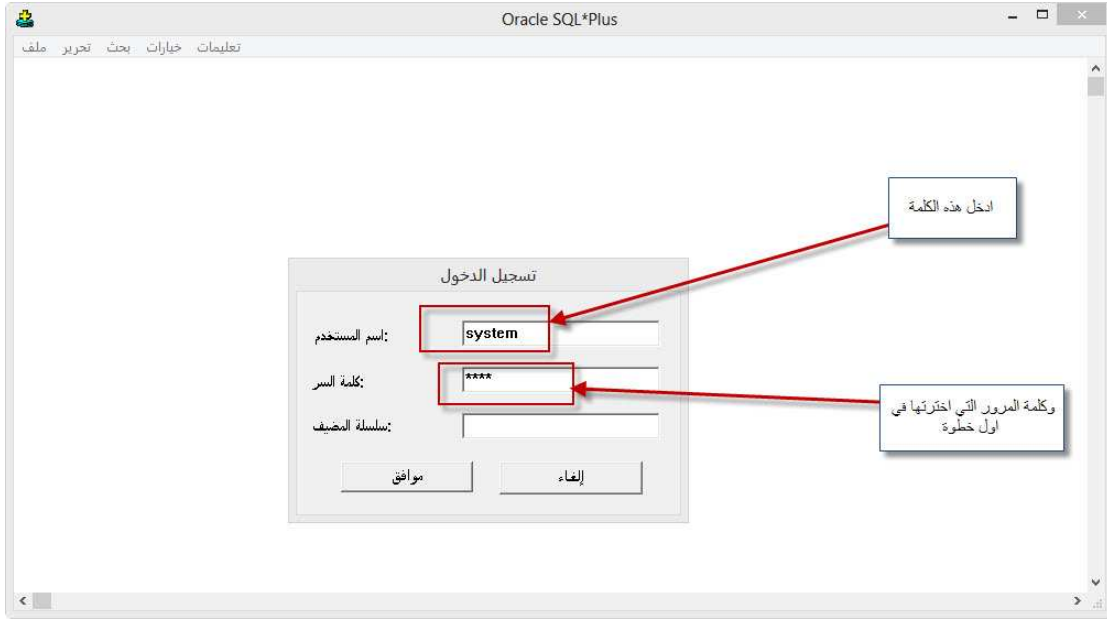 Oracle SQL*Plus
ملف تحرير بحث خيارات تعليمات
ادخل هذه الكلمة
تسجيل الدخول
اسم المستخدم:
system
كلمة السر:
****
وكلمة المرور التي اخترتها في
اول خطوة
سلسلة المضيف:
موافق
إلغاء